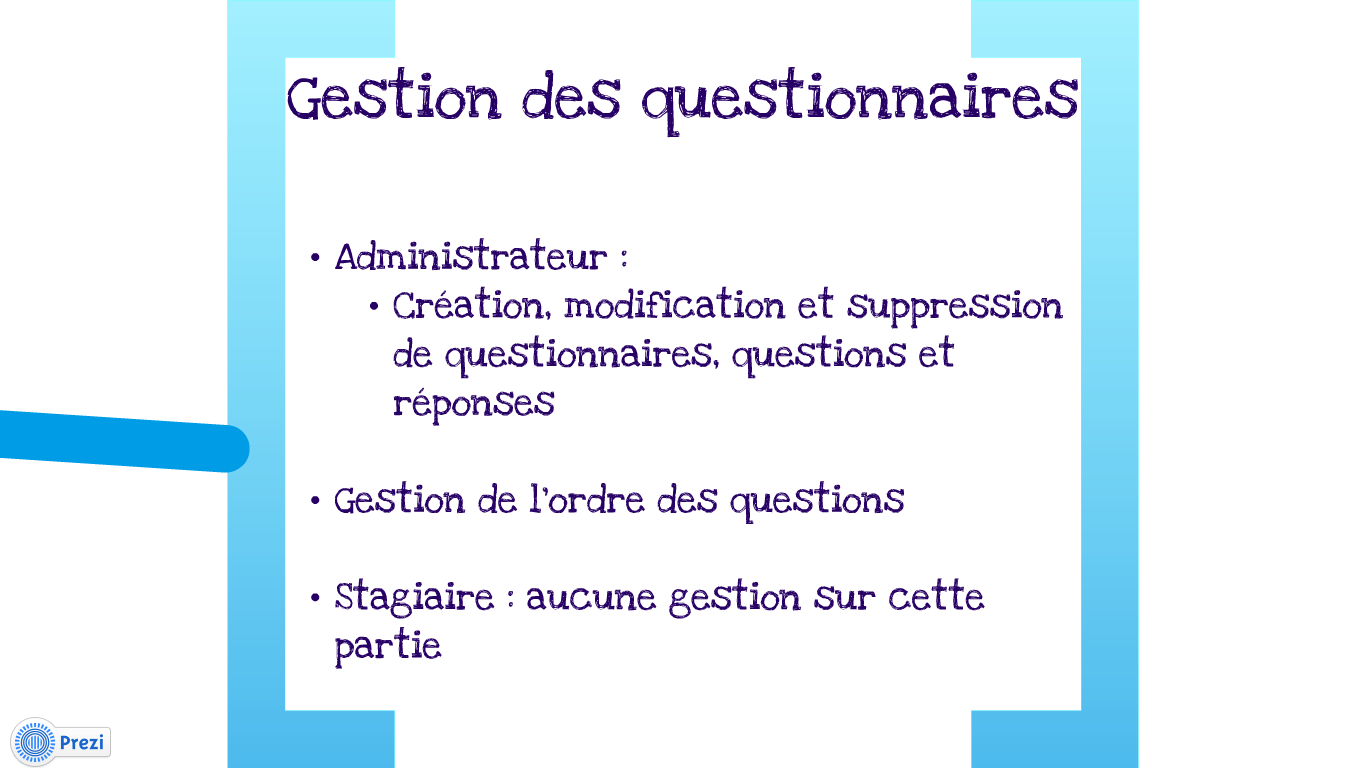 Gestion des questionnaires
• Administrateur :
• Création, modification et suppression
de questionnaires, questions et
réponses
• Gestion de l'ordre des questions
• Stagiaire : aucune gestion sur cette
partie
Prezi